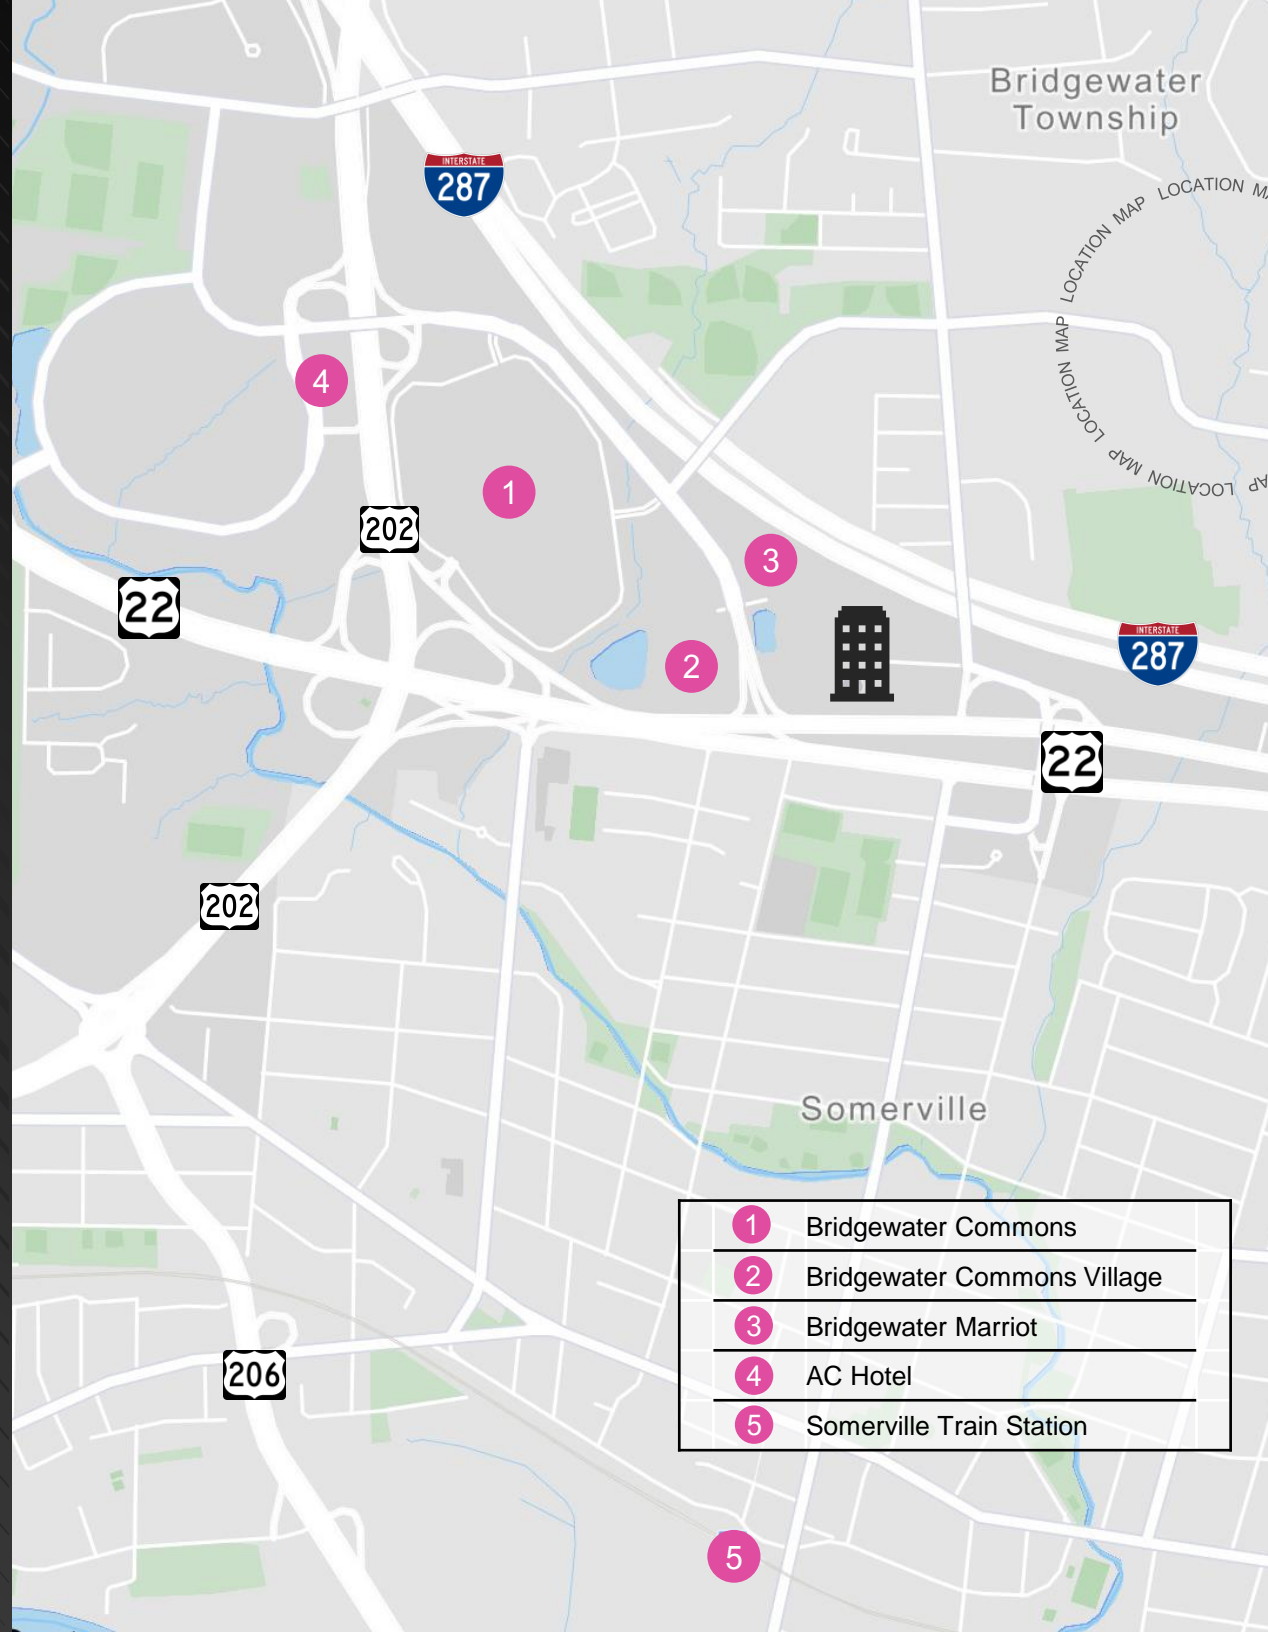 Bridgewater
Township
INTERSTATE
287
LOCATION MAP LOCATION MAP LOCATION MAP LOCATION MAP LOCATION
4
1
202
3
22
2
INTERSTATE
287
22
202
Somerville
1 Bridgewater Commons
2 Bridgewater Commons Village
3 Bridgewater Marriot
4 AC Hotel
5 Somerville Train Station
206
5